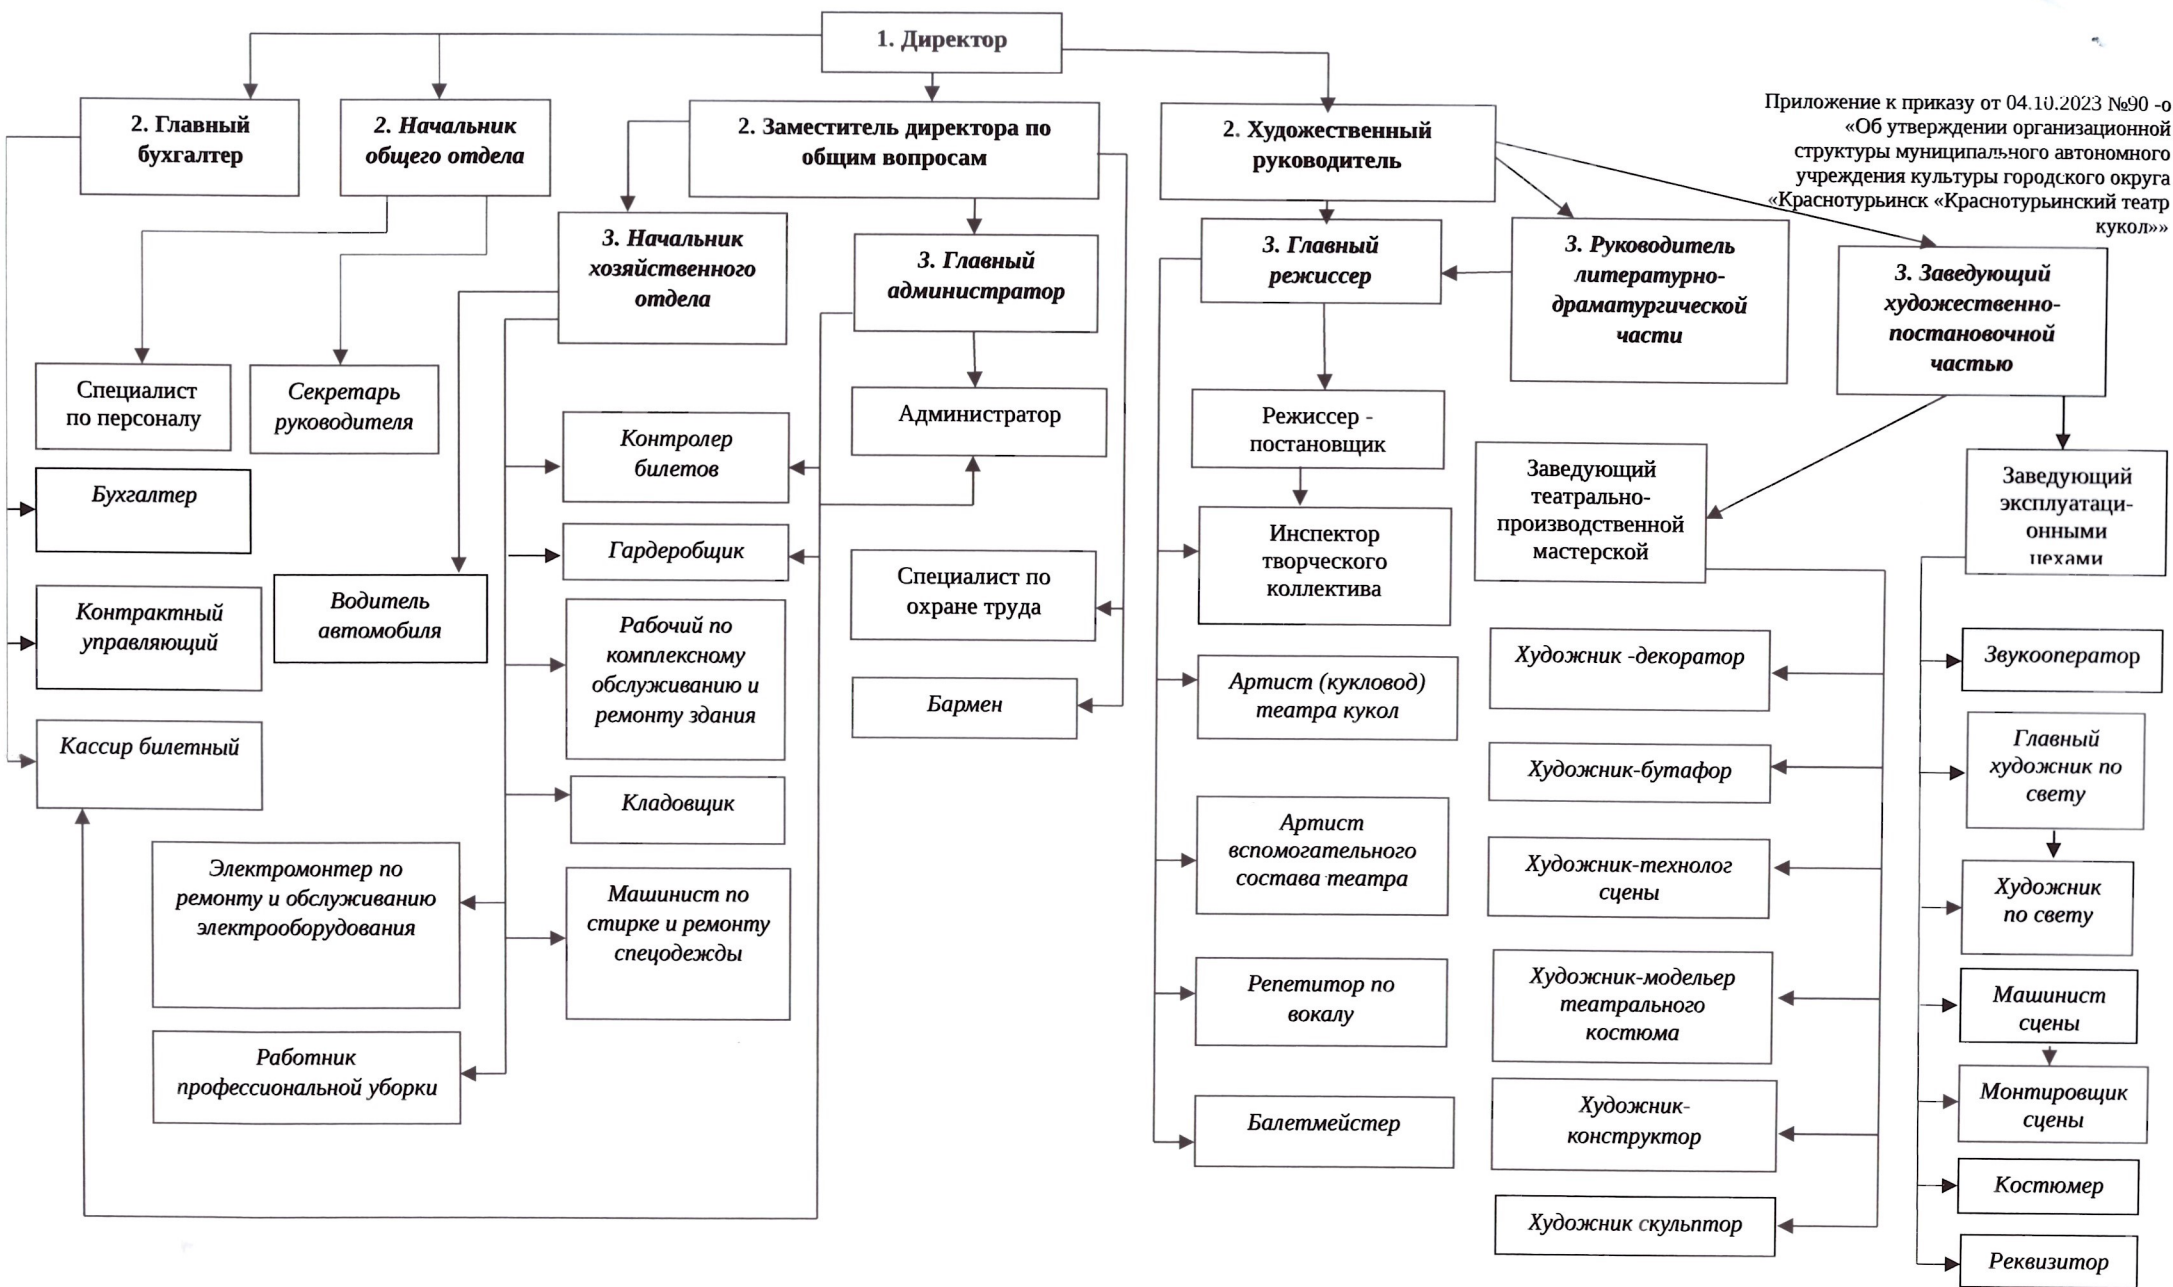 1. Директор
Приложение к приказу от 04.10.2023 №90 -о
«Об утверждении организационной
структуры муниципального автономного
учреждения культуры городского округа
«Краснотурьинск «Краснотурьинский театр
кукол»»
2. Главный
бухгалтер
2. Начальник
общего отдела
2. Заместитель директора по
общим вопросам
2. Художественный
руководитель
3. Начальник
хозяйственного
отдела
3. Главный
администратор
3. Главный
режиссер
3. Руководитель
литературно-
драматургической
части
3. Заведующий
художественно-
постановочной
частью
Специалист
по персоналу
Секретарь
руководителя
Контролер
билетов
Администратор
Режиссер -
постановщик
Заведующий
театрально-
производственной
мастерской
Заведующий
эксплуатаци-
онными
цехами
Бухгалтер
Гардеробщик
Специалист по
охране труда
Инспектор
творческого
коллектива
Контрактный
управляющий
Водитель
автомобиля
Рабочий по
комплексному
обслуживанию и
ремонту здания
Бармен
Артист (кукловод)
театра кукол
Художник -декоратор
Звукооператор
Кассир билетный
Кладовщик
Художник-бутафор
Главный
художник по
свету
Электромонтер по
ремонту и обслуживанию
электрооборудования
Машинист по
стирке и ремонту
спецодежды
Артист
вспомогательного
состава театра
Художник-технолог
сцены
Художник
по свету
Работник
профессиональной уборки
Репетитор по
вокалу
Художник-модельер
театрального
костюма
Машинист
сцены
Балетмейстер
Художник-
конструктор
Монтировщик
сцены
Костюмер
Художник скульптор
Реквизитор